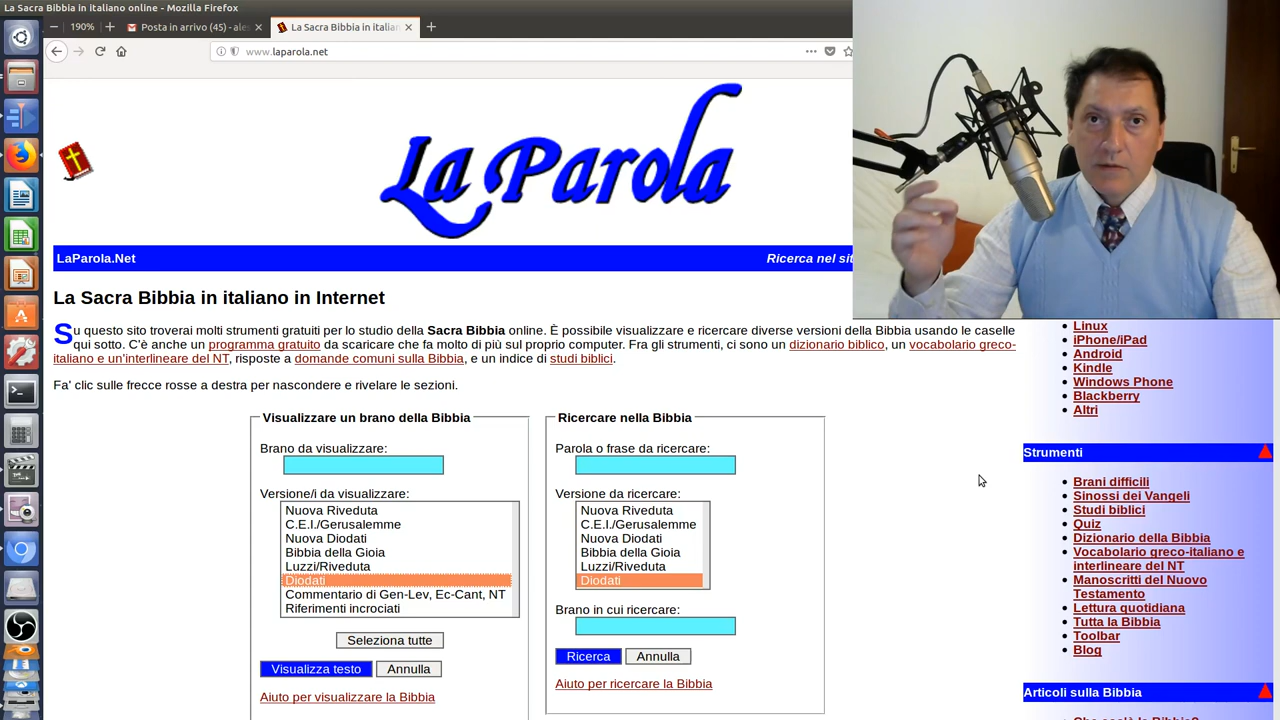 La Sacra Bibbia in italiano online - Mozilla Firefox
190%
Posta in arrivo (45) - ales
La Sacra Bibbia in italian
www.laparola.net
La Parola
LaParola.Net
Ricerca nel sit
La Sacra Bibbia in italiano in Internet
Su questo sito troverai molti strumenti gratuiti per lo studio della Sacra Bibbia online. È possibile visualizzare e ricercare diverse versioni della Bibbia usando le caselle
qui sotto. C'è anche un programma gratuito da scaricare che fa molto di più sul proprio computer. Fra gli strumenti, ci sono un dizionario biblico, un vocabolario greco-
italiano e un'interlineare del NT, risposte a domande comuni sulla Bibbia, e un indice di studi biblici.
Fa' clic sulle frecce rosse a destra per nascondere e rivelare le sezioni.
Visualizzare un brano della Bibbia
Brano da visualizzare:
Versione/i da visualizzare:
Nuova Riveduta
C.E.I./Gerusalemme
Nuova Diodati
Bibbia della Gioia
Luzzi/Riveduta
Diodati
Commentario di Gen-Lev, Ec-Cant, NT
Riferimenti incrociati
Seleziona tutte
Visualizza testo
Annulla
Aiuto per visualizzare la Bibbia
Ricercare nella Bibbia
Parola o frase da ricercare:
Versione da ricercare:
Nuova Riveduta
C.E.I./Gerusalemme
Nuova Diodati
Bibbia della Gioia
Luzzi/Riveduta
Diodati
Brano in cui ricercare:
Ricerca
Annulla
Aiuto per ricercare la Bibbia
Linux
iPhone/iPad
Android
Kindle
Windows Phone
Blackberry
Altri
Strumenti
Brani difficili
Sinossi dei Vangeli
Studi biblici
Quiz
Dizionario della Bibbia
Vocabolario greco-italiano e
interlineare del NT
Manoscritti del Nuovo
Testamento
Lettura quotidiana
Tutta la Bibbia
Toolbar
Blog
Articoli sulla Bibbia